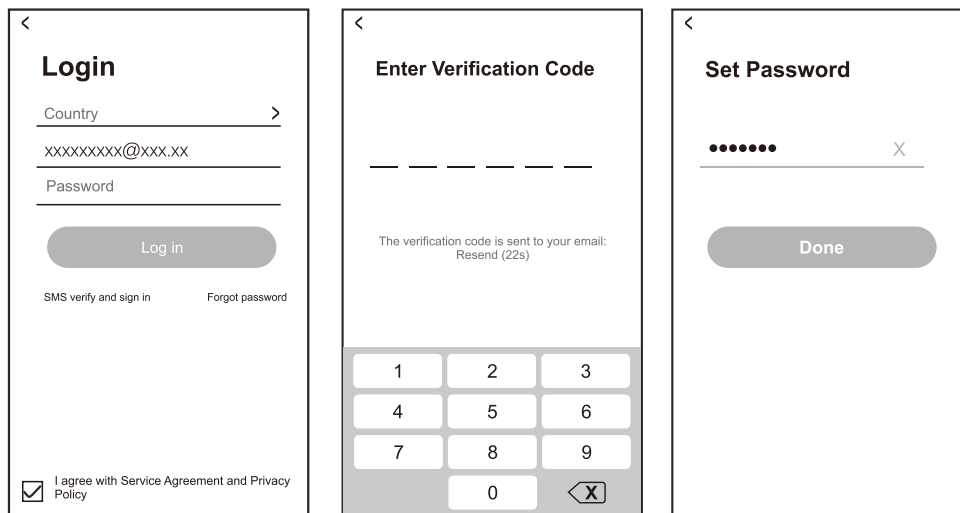 Login
Country
xxxxxxxxx@xxx.xx
Password
Log in
SMS verify and sign in
Forgot password
I agree with Service Agreement and Privacy
Policy
Enter Verification Code
The verification code is sent to your email:
Resend (22s)
1 2 3
4 5 6
7 8 9
0 X
Set Password
X
Done